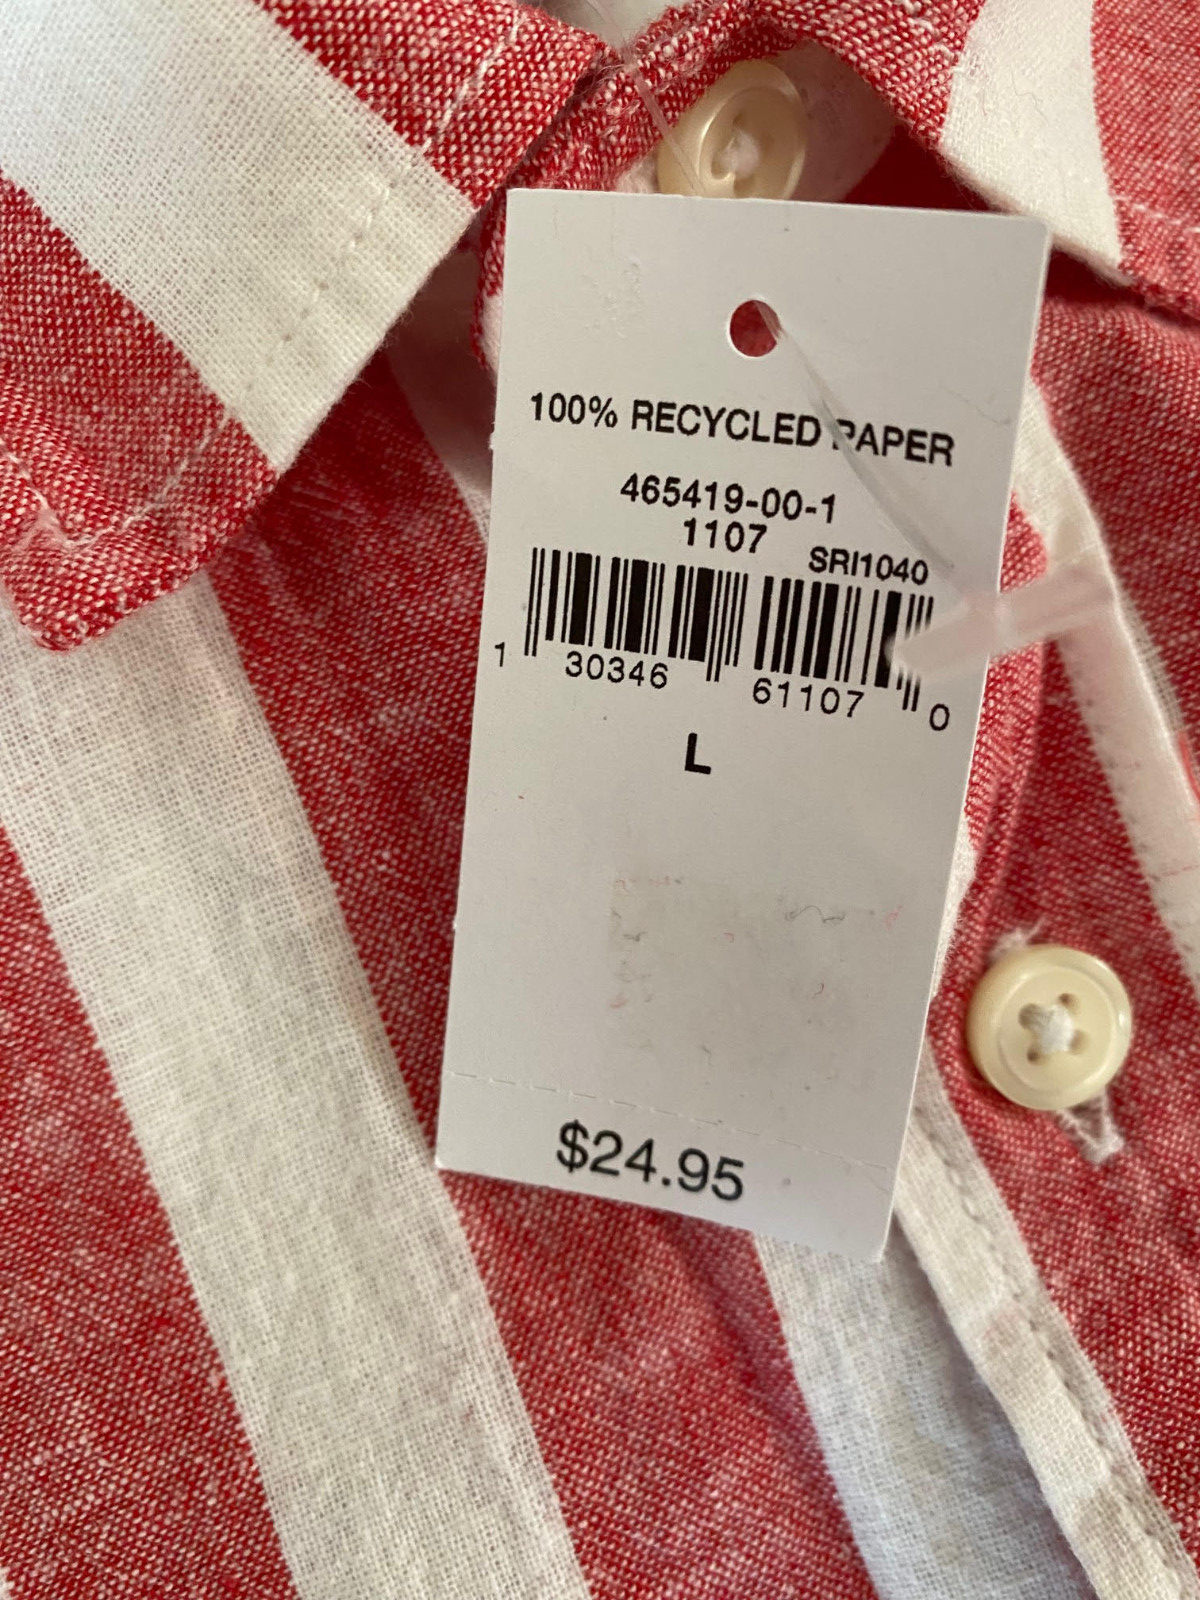 100% RECYCLED PAPER
465419-00-1
1107 SRI1040
1 30346 61107 0
L
$24.95